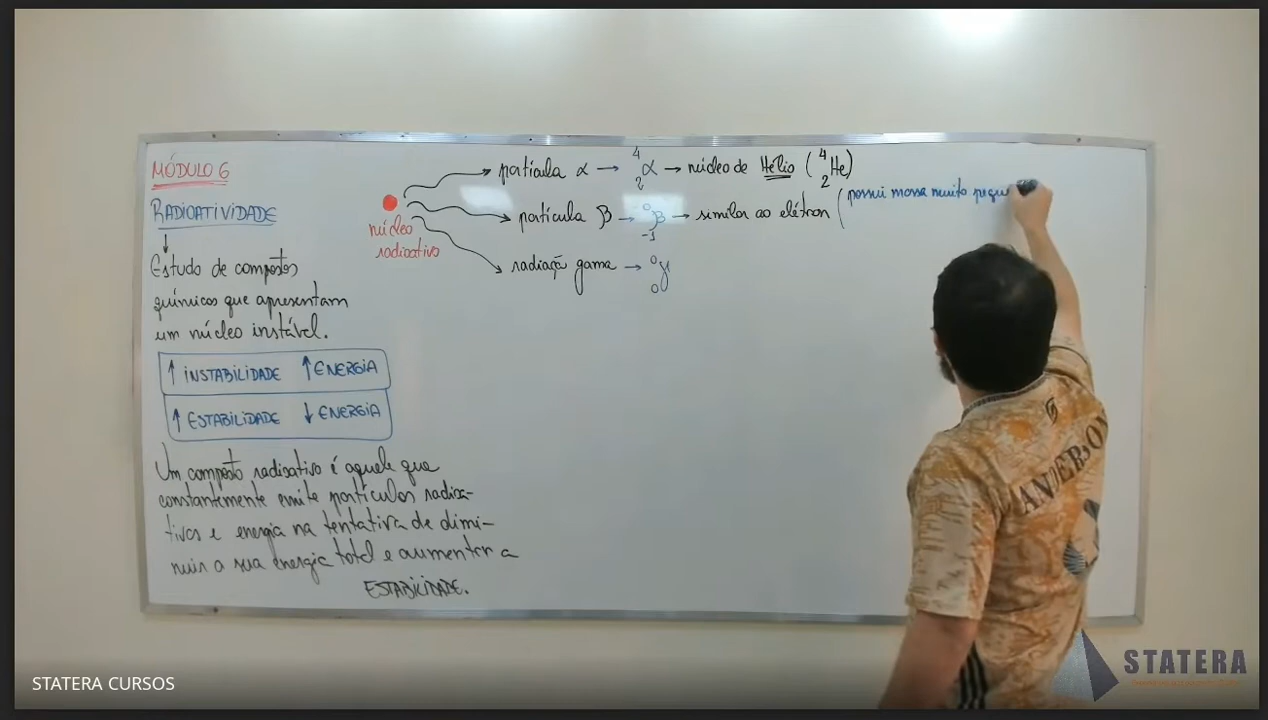 MÓDULO 6
RADIOATIVIDADE
↓
Estudo de compostos
químicos que apresentam
um núcleo instável.
↑ INSTABILIDADE ↑ ENERGIA
↑ ESTABILIDADE ↓ ENERGIA
Um composto radioativo é aquele que
constantemente emite partículas radioa-
tivas e energia na tentativa de dimi-
nuir a sua energia total e aumentar a
ESTABILIDADE.
núcleo
radioativo
partícula α → ⁴₂α → núcleo de Hélio (⁴₂He)
partícula β → ⁰₋₁β → similar ao elétron (possui massa muito peque
radiação gama → ⁰₀γ
ANDERSON
STATERA CURSOS
STATERA